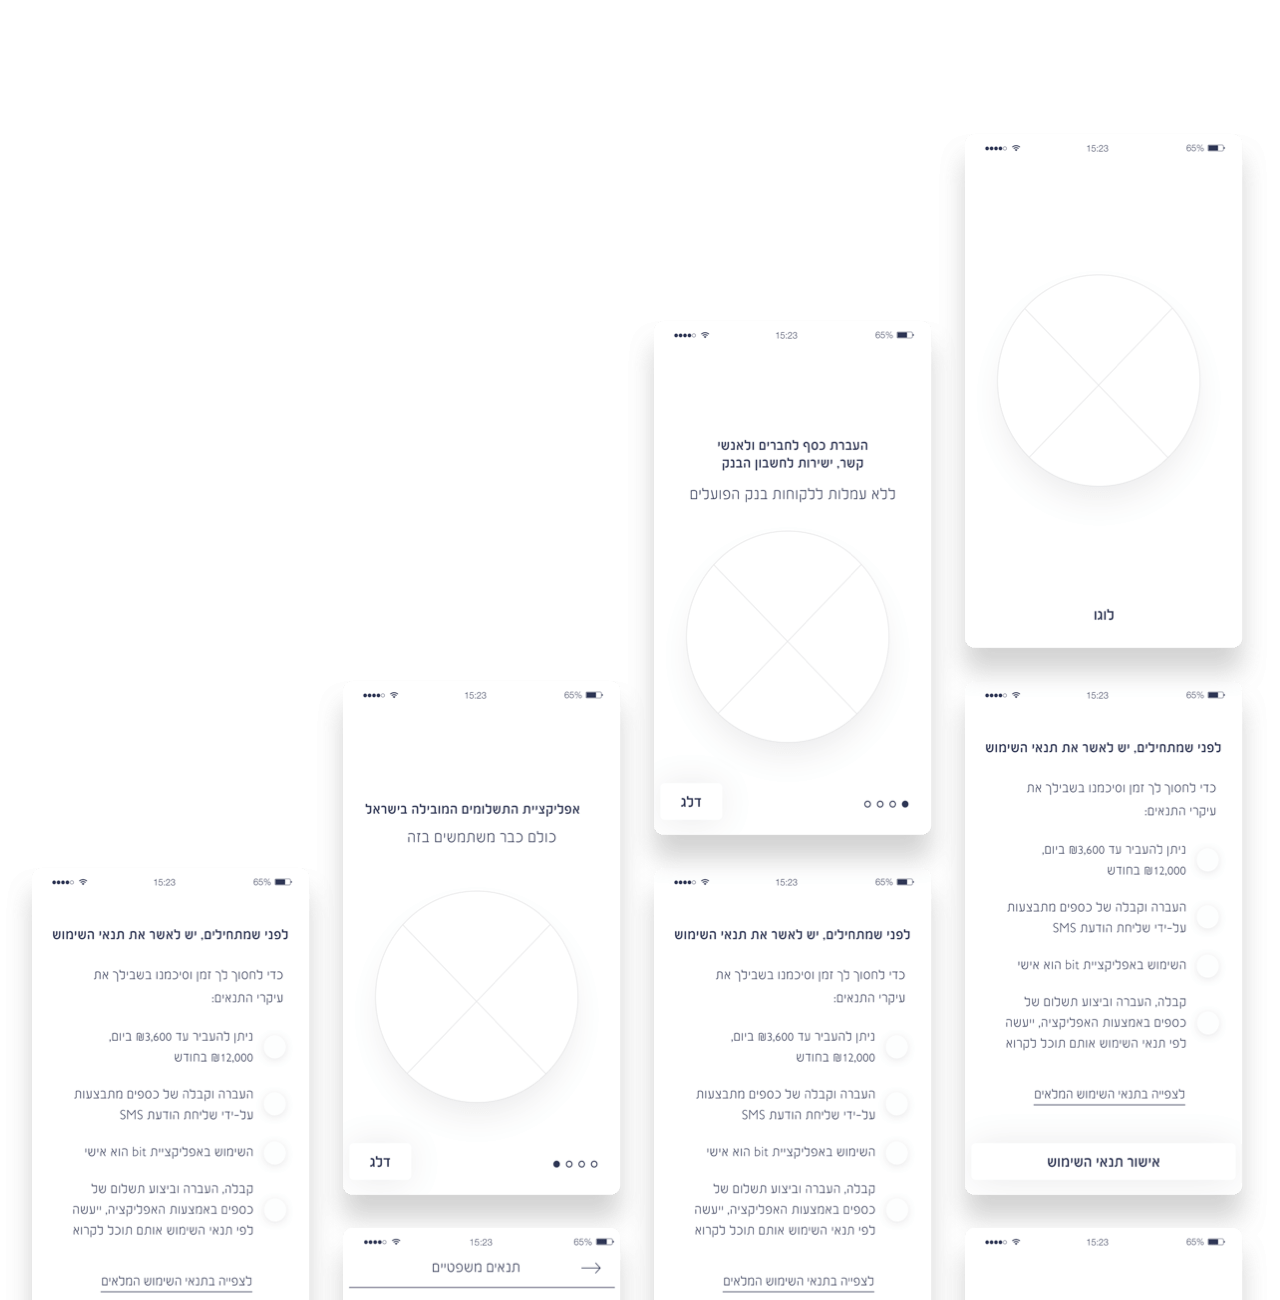 15:23
65%
לוגו
15:23
65%
העברת כסף לחברים ולאנשי
קשר, ישירות לחשבון הבנק
ללא עמלות ללקוחות בנק הפועלים
דלג
15:23
65%
לפני שמתחילים, יש לאשר את תנאי השימוש
כדי לחסוך לך זמן וסיכמנו בשבילך את
עיקרי התנאים:
ניתן להעביר עד ₪3,600 ביום,
₪12,000 בחודש
העברה וקבלה של כספים מתבצעות
על-ידי שליחת הודעת SMS
השימוש באפליקציית bit הוא אישי
קבלה, העברה וביצוע תשלום של
כספים באמצעות האפליקציה, ייעשה
לפי תנאי השימוש אותם תוכל לקרוא
לצפייה בתנאי השימוש המלאים
אישור תנאי השימוש
15:23
65%
אפליקציית התשלומים המובילה בישראל
כולם כבר משתמשים בזה
דלג
15:23
65%
לפני שמתחילים, יש לאשר את תנאי השימוש
כדי לחסוך לך זמן וסיכמנו בשבילך את
עיקרי התנאים:
ניתן להעביר עד ₪3,600 ביום,
₪12,000 בחודש
העברה וקבלה של כספים מתבצעות
על-ידי שליחת הודעת SMS
השימוש באפליקציית bit הוא אישי
קבלה, העברה וביצוע תשלום של
כספים באמצעות האפליקציה, ייעשה
לפי תנאי השימוש אותם תוכל לקרוא
לצפייה בתנאי השימוש המלאים
15:23
65%
לפני שמתחילים, יש לאשר את תנאי השימוש
כדי לחסוך לך זמן וסיכמנו בשבילך את
עיקרי התנאים:
ניתן להעביר עד ₪3,600 ביום,
₪12,000 בחודש
העברה וקבלה של כספים מתבצעות
על-ידי שליחת הודעת SMS
השימוש באפליקציית bit הוא אישי
קבלה, העברה וביצוע תשלום של
כספים באמצעות האפליקציה, ייעשה
לפי תנאי השימוש אותם תוכל לקרוא
לצפייה בתנאי השימוש המלאים
15:23
65%
15:23
65%
תנאים משפטיים